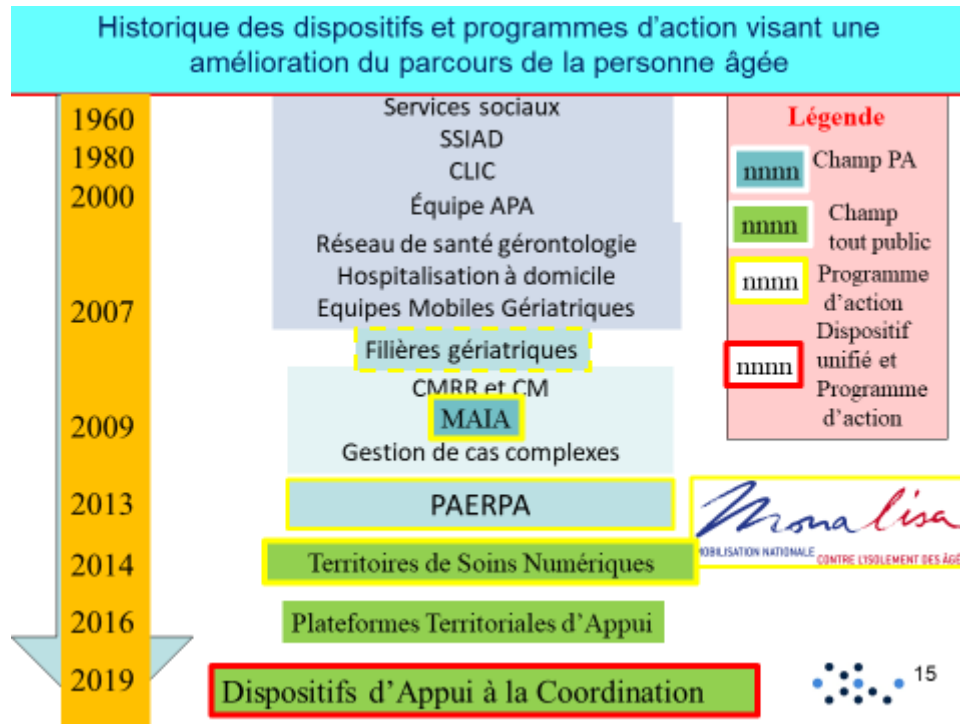 Historique des dispositifs et programmes d’action visant une
amélioration du parcours de la personne âgée
1960
1980
2000
2007
2009
2013
2014
2016
2019
Services sociaux
SSIAD
CLIC
Équipe APA
Réseau de santé gérontologie
Hospitalisation à domicile
Equipes Mobiles Gériatriques
Filières gériatriques
CMRR et CM
MAIA
Gestion de cas complexes
PAERPA
Territoires de Soins Numériques
Plateformes Territoriales d’Appui
Dispositifs d’Appui à la Coordination
Légende
nnnn Champ PA
nnnn Champ
tout public
nnnn Programme
d’action
nnnn Dispositif
unifié et
Programme
d’action
Mona lisa
MOBILISATION NATIONALE CONTRE L'ISOLEMENT DES ÂGÉ
15